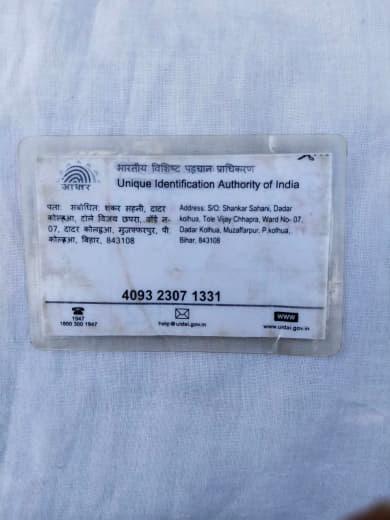 भारतीय विशिष्ट पहचान प्राधिकरण
आधार
Unique Identification Authority of India
पता: संबोधित: शंकर सहनी, दादर
कोल्हूआ, टोले विजय छपरा, वॉर्ड न-
07, दादर कोल्हूआ, मुजफ्फरपुर, पी.
कोल्हूआ, बिहार, 843108
Address: S/O: Shankar Sahani, Dadar
kolhua, Tole Vijay Chhapra, Ward No- 07,
Dadar Kolhua, Muzaffarpur, P.kolhua,
Bihar, 843108
4093 2307 1331
1947
1800 300 1947
help@uidai.gov.in
WWW
www.uidai.gov.in